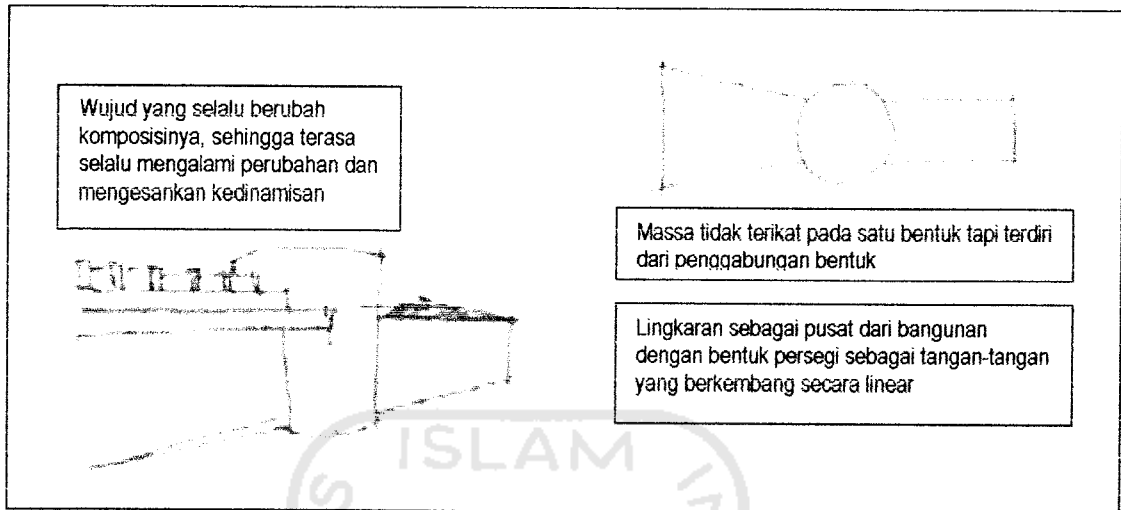 Wujud yang selalu berubah
komposisinya, sehingga terasa
selalu mengalami perubahan dan
mengesankan kedinamisan
Massa tidak terikat pada satu bentuk tapi terdiri
dari penggabungan bentuk
Lingkaran sebagai pusat dari bangunan
dengan bentuk persegi sebagai tangan-tangan
yang berkembang secara linear
ISLAM